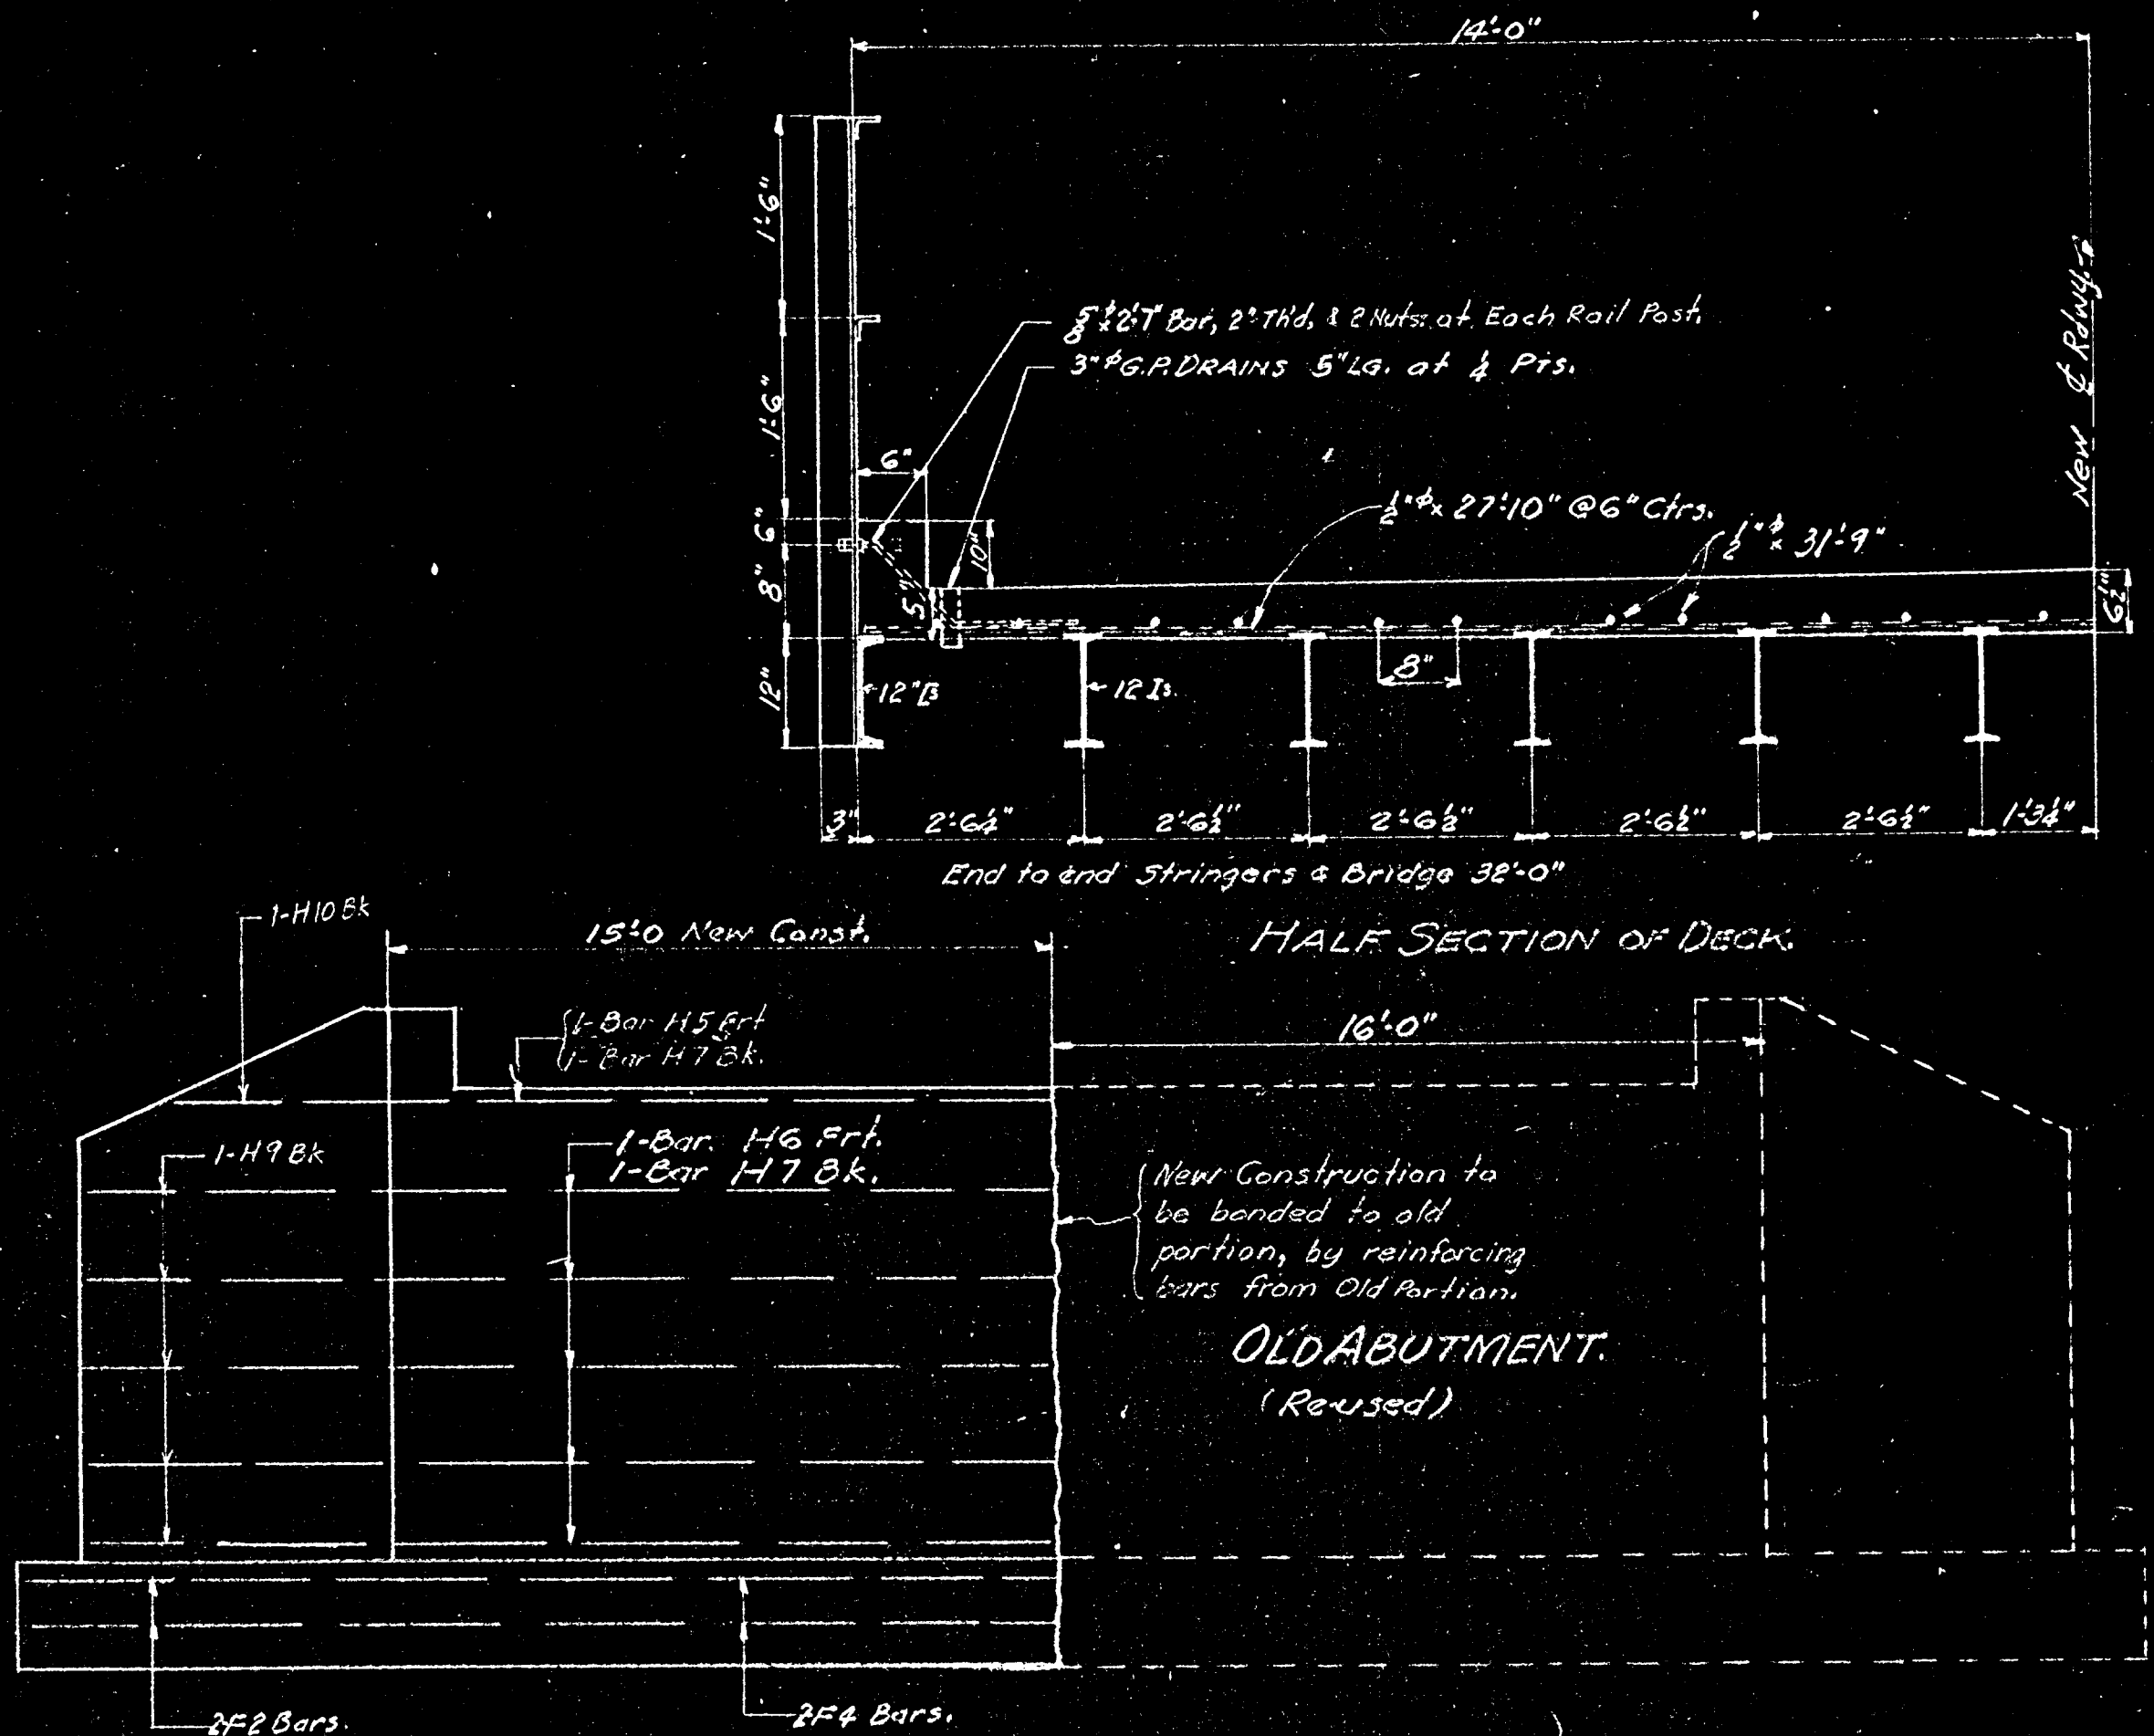 14'-0"
1'-6"
1'-6"
6"
8"
12"
6"
10"
5"
5/8"φ x 2'-7" Bar, 2" Th'd, & 2 Nuts: at Each Rail Post.
3"φ G.P. DRAINS 5" LG. at 1/4 Pts.
1/2"φ x 27'-10" @ 6" Ctrs.
1/2"φ x 31'-9"
New ℄ Rdwy.
6 1/2"
8"
12" [s
12 Is.
3"
2'-6 1/4"
2'-6 1/2"
2'-6 1/2"
2'-6 1/2"
2'-6 1/2"
1'-3 1/4"
End to end Stringers & Bridge 32'-0"
HALF SECTION OF DECK.
1-H10 Bk
15'-0 New Const.
16'-0"
1-Bar H5 Frt
1-Bar H7 Bk.
1-Bar. H6 Frt.
1-Bar H7 Bk.
1-H9 Bk
New Construction to
be bonded to old
portion, by reinforcing
bars from Old Portion.
OLD ABUTMENT.
(Re-used)
2F2 Bars.
2F4 Bars.